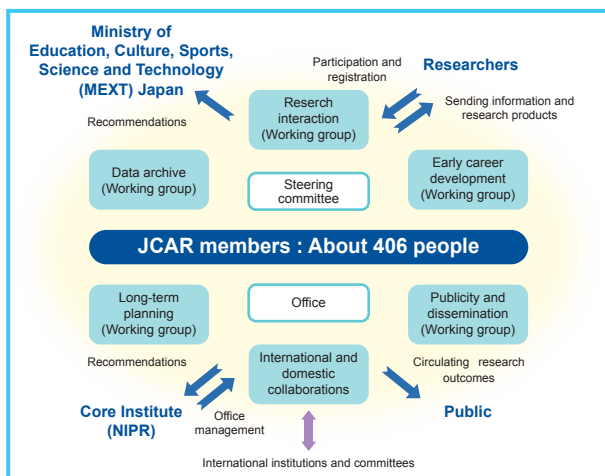 Ministry of
Education, Culture, Sports,
Science and Technology
(MEXT) Japan
Participation and
registration
Researchers
Recommendations
Reserch
interaction
(Working group)
Sending information and
research products
Data archive
(Working group)
Steering
committee
Early career
development
(Working group)
JCAR members : About 406 people
Long-term
planning
(Working group)
Office
Publicity and
dissemination
(Working group)
Recommendations
International and
domestic
collaborations
Circulating research
outcomes
Core Institute
(NIPR)
Office
management
Public
International institutions and committees